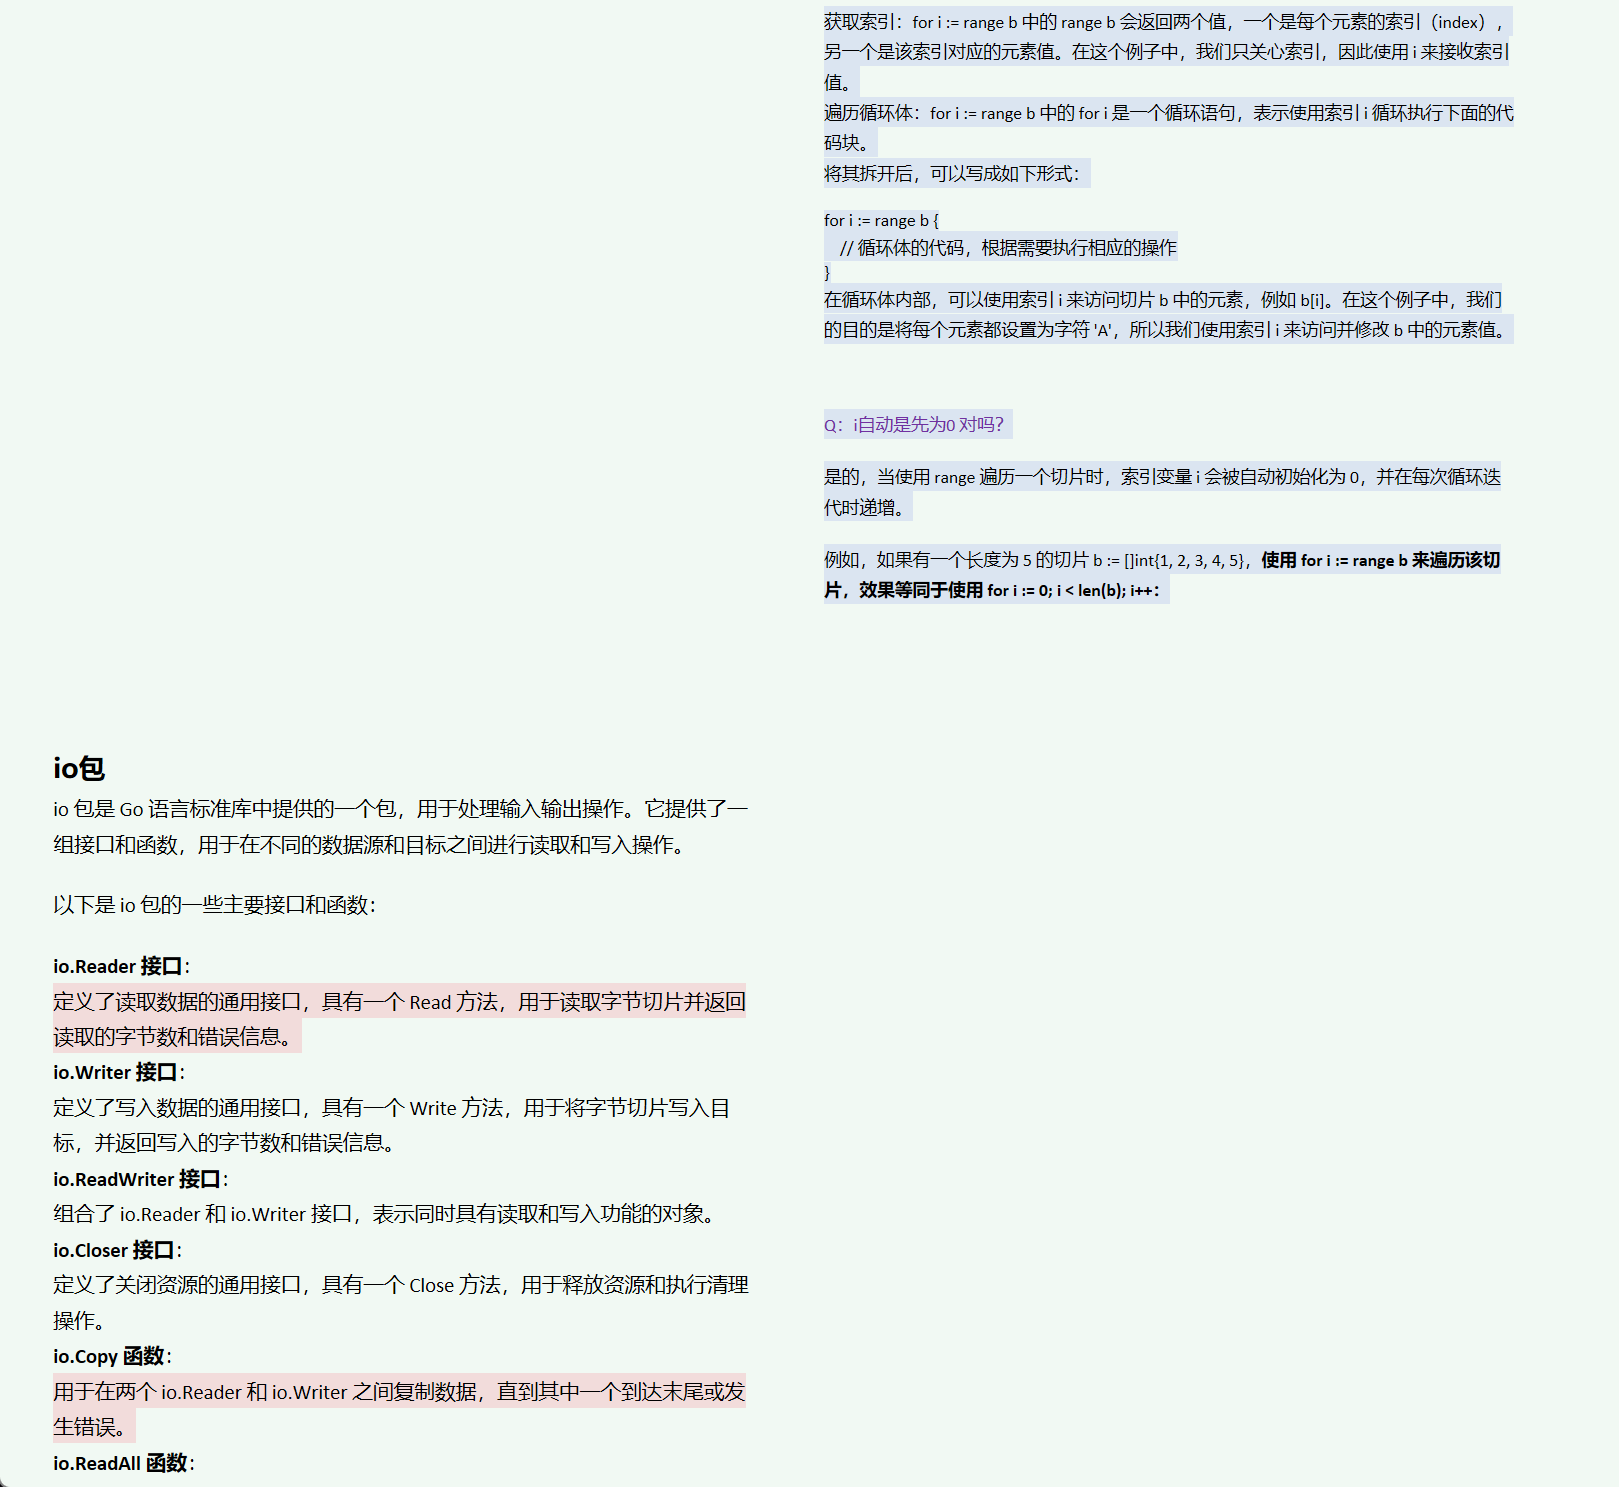 获取索引：for i := range b 中的 range b 会返回两个值，一个是每个元素的索引（index），
另一个是该索引对应的元素值。在这个例子中，我们只关心索引，因此使用 i 来接收索引
值。
遍历循环体：for i := range b 中的 for i 是一个循环语句，表示使用索引 i 循环执行下面的代
码块。
将其拆开后，可以写成如下形式：
for i := range b {
    // 循环体的代码，根据需要执行相应的操作
}
在循环体内部，可以使用索引 i 来访问切片 b 中的元素，例如 b[i]。在这个例子中，我们
的目的是将每个元素都设置为字符 'A'，所以我们使用索引 i 来访问并修改 b 中的元素值。
Q：i自动是先为0 对吗？
是的，当使用 range 遍历一个切片时，索引变量 i 会被自动初始化为 0，并在每次循环迭
代时递增。
例如，如果有一个长度为 5 的切片 b := []int{1, 2, 3, 4, 5}，使用 for i := range b 来遍历该切
片，效果等同于使用 for i := 0; i < len(b); i++：
io包
io 包是 Go 语言标准库中提供的一个包，用于处理输入输出操作。它提供了一
组接口和函数，用于在不同的数据源和目标之间进行读取和写入操作。
以下是 io 包的一些主要接口和函数：
io.Reader 接口：
定义了读取数据的通用接口，具有一个 Read 方法，用于读取字节切片并返回
读取的字节数和错误信息。
io.Writer 接口：
定义了写入数据的通用接口，具有一个 Write 方法，用于将字节切片写入目
标，并返回写入的字节数和错误信息。
io.ReadWriter 接口：
组合了 io.Reader 和 io.Writer 接口，表示同时具有读取和写入功能的对象。
io.Closer 接口：
定义了关闭资源的通用接口，具有一个 Close 方法，用于释放资源和执行清理
操作。
io.Copy 函数：
用于在两个 io.Reader 和 io.Writer 之间复制数据，直到其中一个到达末尾或发
生错误。
io.ReadAll 函数：